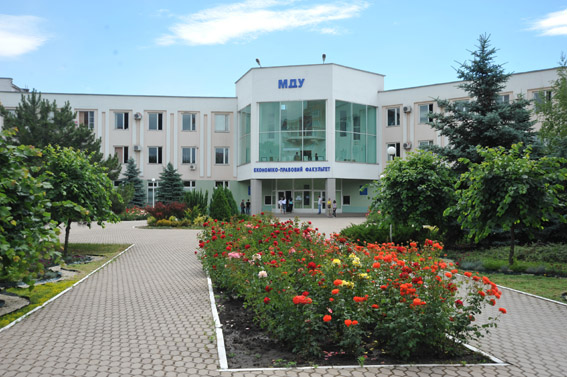 МДУ
ЕКОНОМІКО-ПРАВОВИЙ ФАКУЛЬТЕТ